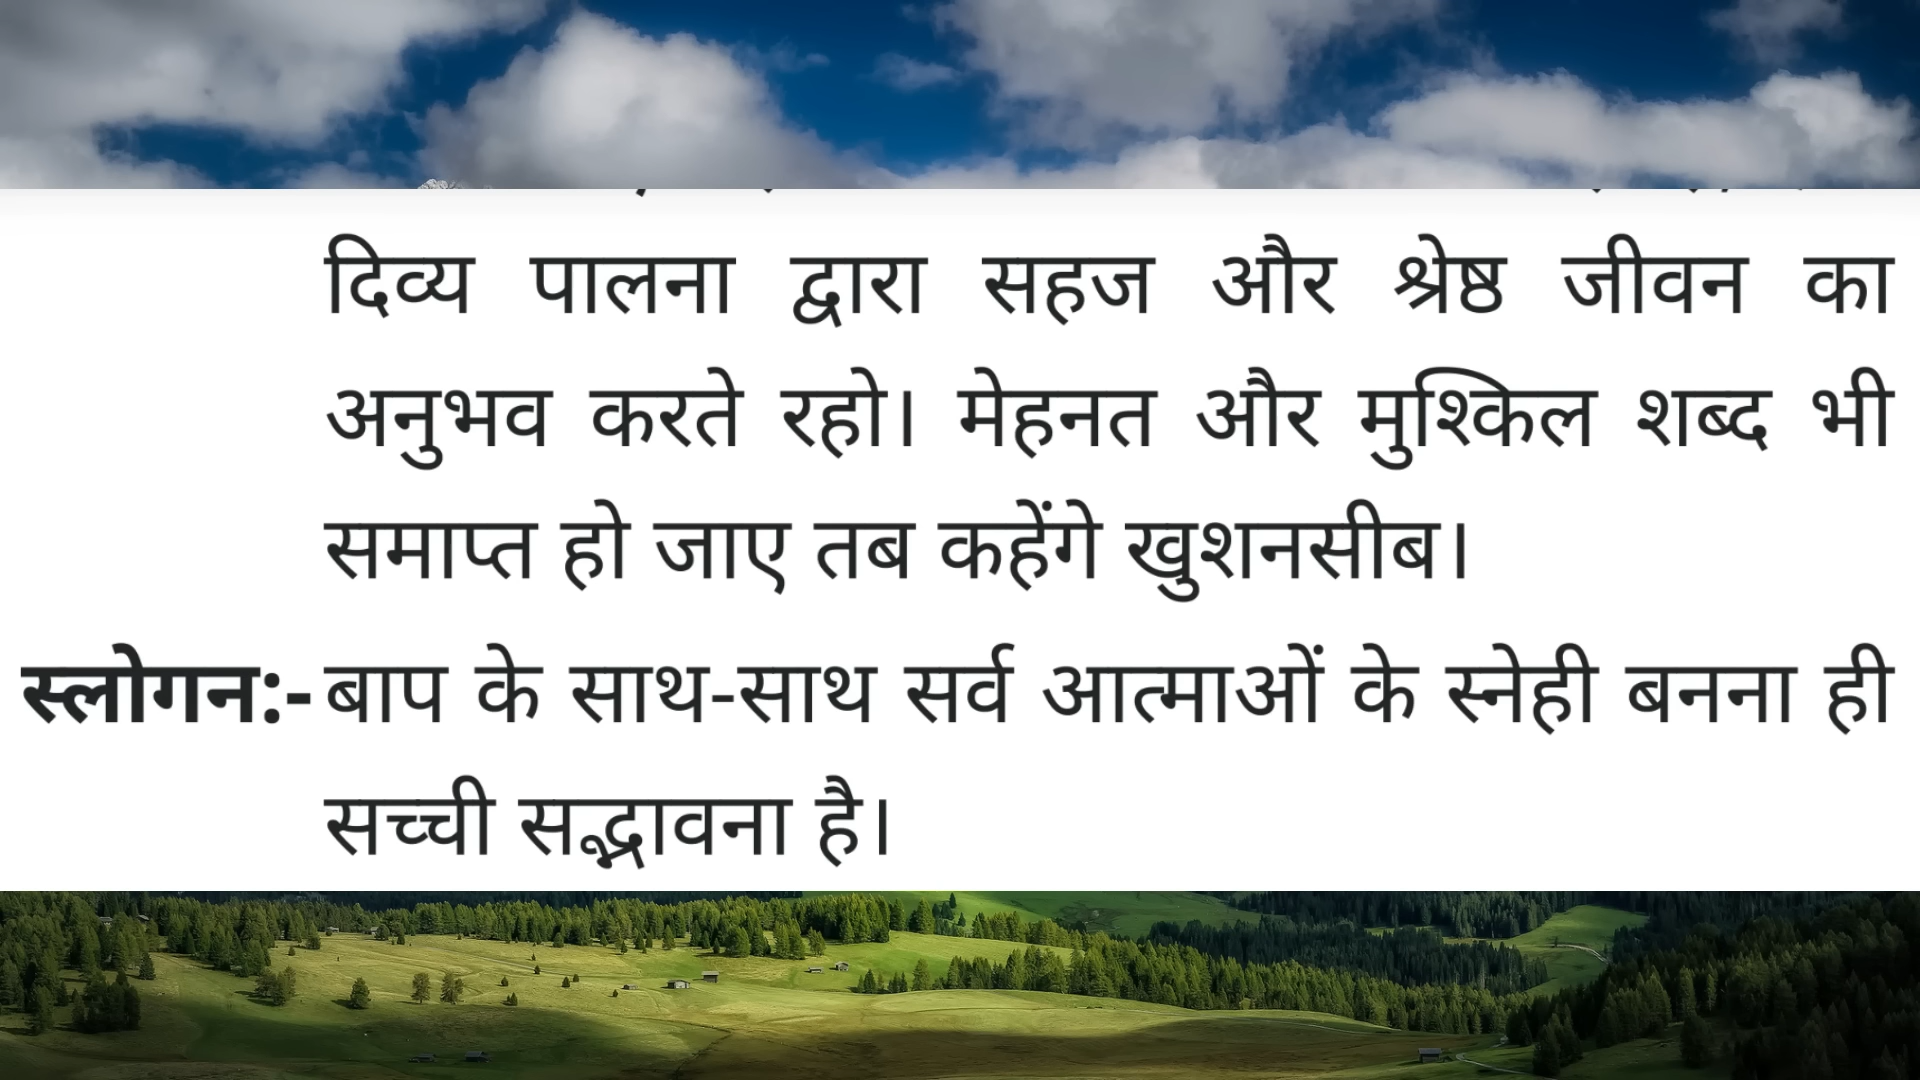 दिव्य पालना द्वारा सहज और श्रेष्ठ जीवन का
अनुभव करते रहो। मेहनत और मुश्किल शब्द भी
समाप्त हो जाए तब कहेंगे खुशनसीब।
स्लोगन:- बाप के साथ-साथ सर्व आत्माओं के स्नेही बनना ही
सच्ची सद्भावना है।